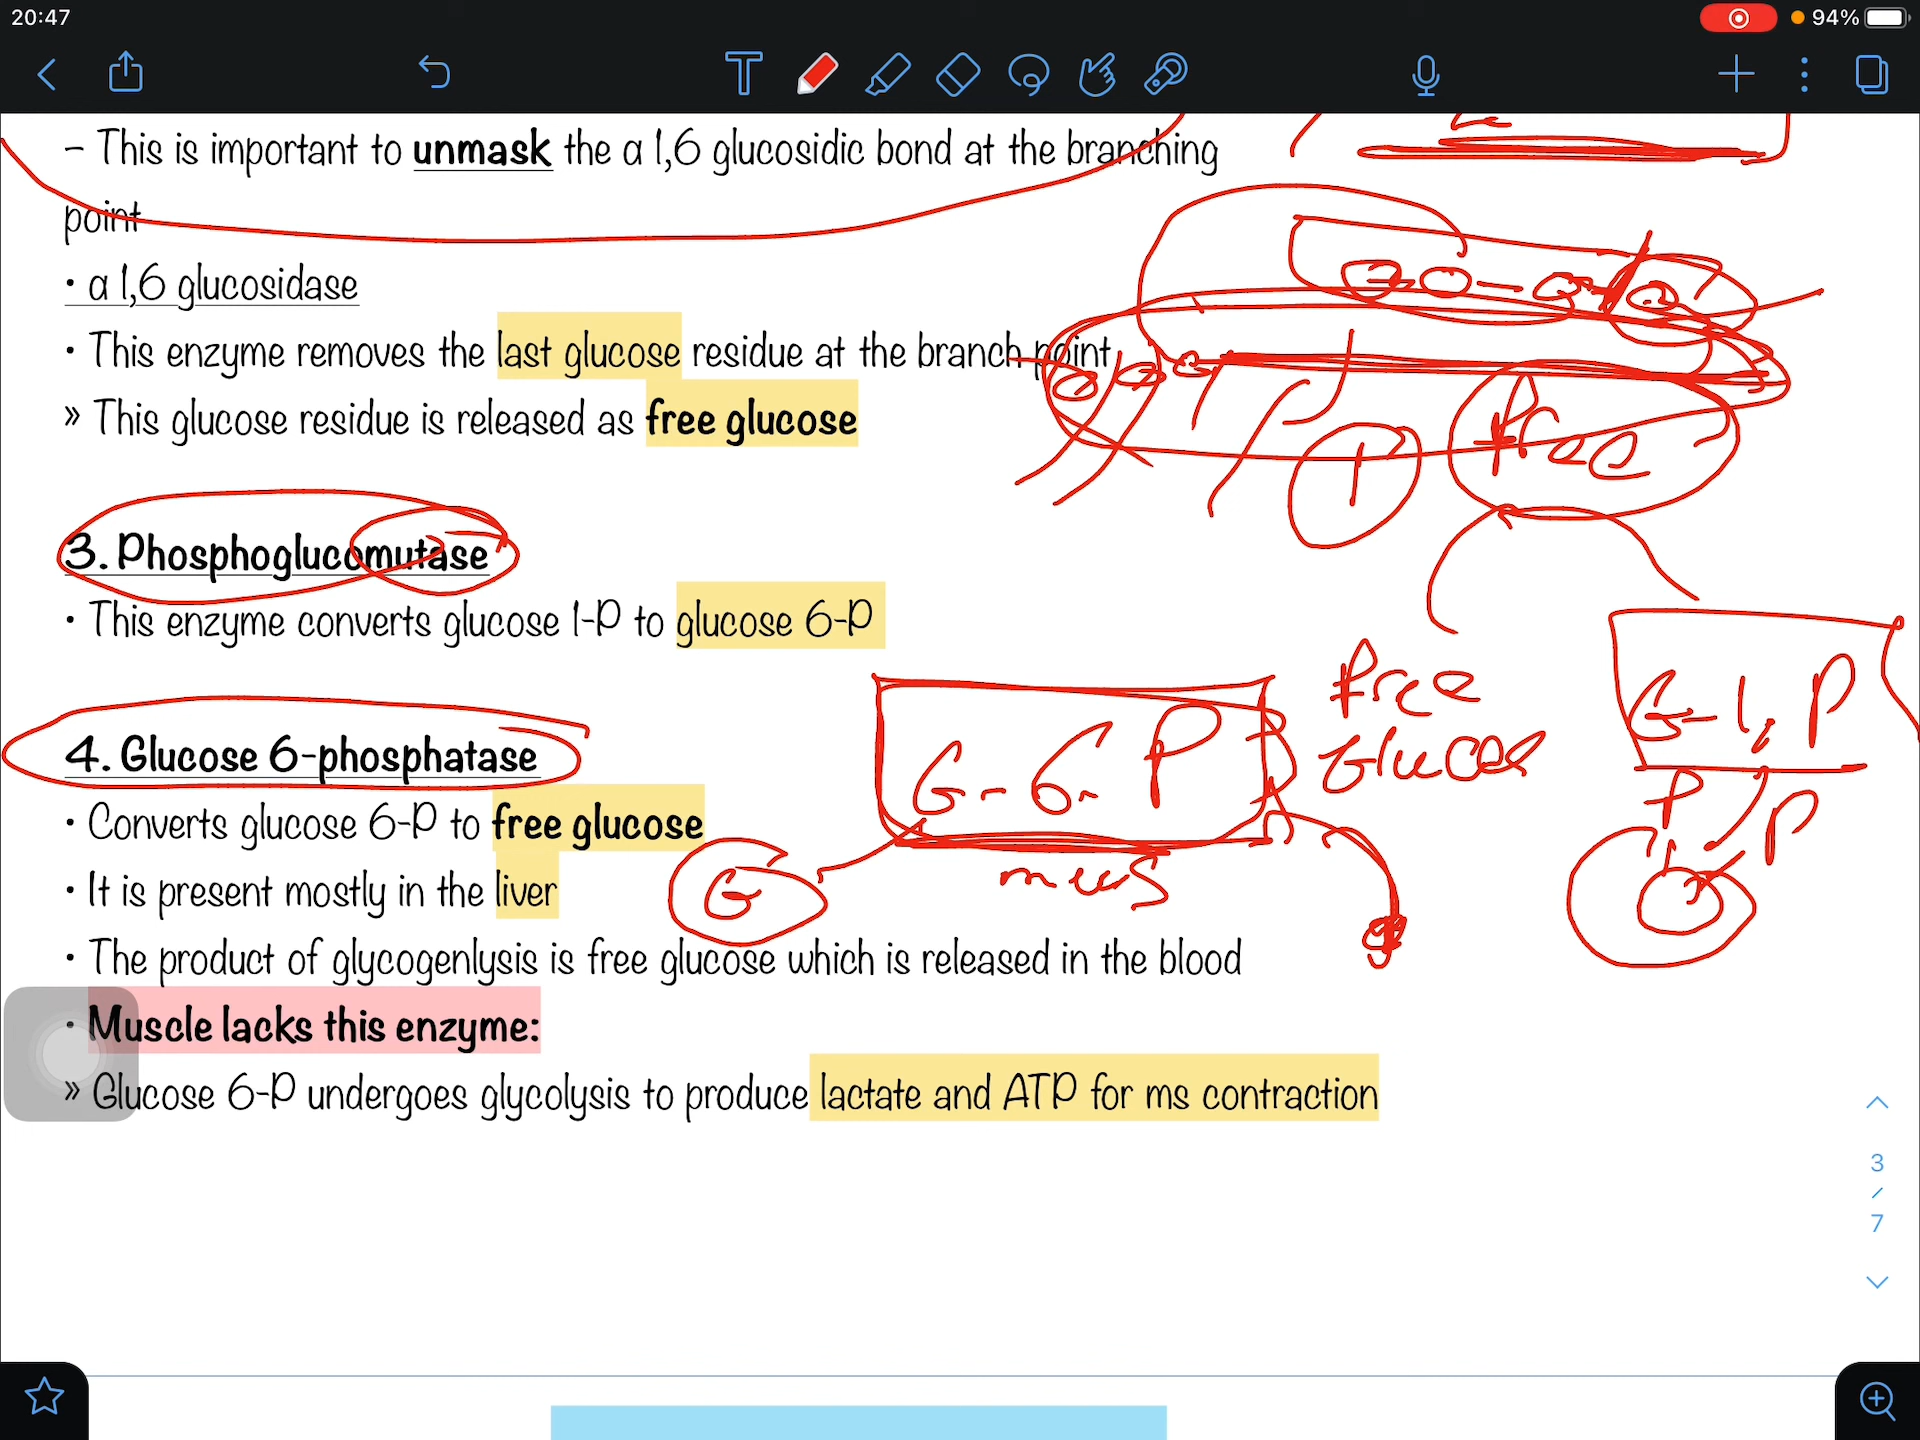 20:47
94%
– This is important to unmask the α 1,6 glucosidic bond at the branching
point
• α 1,6 glucosidase
• This enzyme removes the last glucose residue at the branch point
» This glucose residue is released as free glucose
free
3. Phosphoglucomutase
• This enzyme converts glucose 1-P to glucose 6-P
free
Glucose
G-1,P
G-6-P
P
P
4. Glucose 6-phosphatase
• Converts glucose 6-P to free glucose
• It is present mostly in the liver
G
mus
• The product of glycogenlysis is free glucose which is released in the blood
• Muscle lacks this enzyme:
» Glucose 6-P undergoes glycolysis to produce lactate and ATP for ms contraction
3
/
7